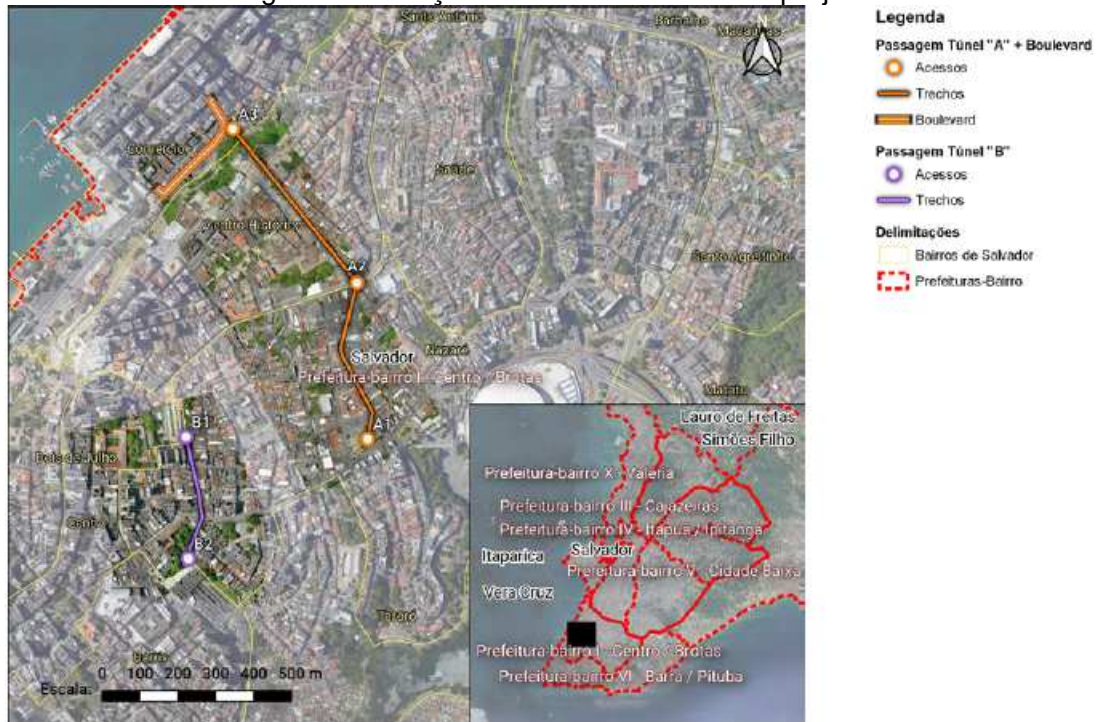 Legenda
Passagem Túnel "A" + Boulevard
Acessos
Trechos
Boulevard
Passagem Túnel "B"
Acessos
Trechos
Delimitações
Bairros de Salvador
Prefeituras-Bairro
Santo Antônio
Barbalho
Macaúbas
N
A3
Comércio
Saúde
Centro Histórico
Santo Agostinho
A2
Nazaré
Salvador
Prefeitura-bairro I - Centro / Brotas
Matatu
A1
B1
Dois de Julho
Centro
B2
Tororó
Barris
0 100 200 300 400 500 m
Escala:
Lauro de Freitas
Simões Filho
Prefeitura-bairro X - Valéria
Prefeitura-bairro III - Cajazeiras
Prefeitura-bairro IV - Itapuã / Ipitanga
Itaparica
Salvador
Prefeitura-bairro V - Cidade Baixa
Vera Cruz
Prefeitura-bairro I - Centro / Brotas
Prefeitura-bairro VI - Barra / Pituba